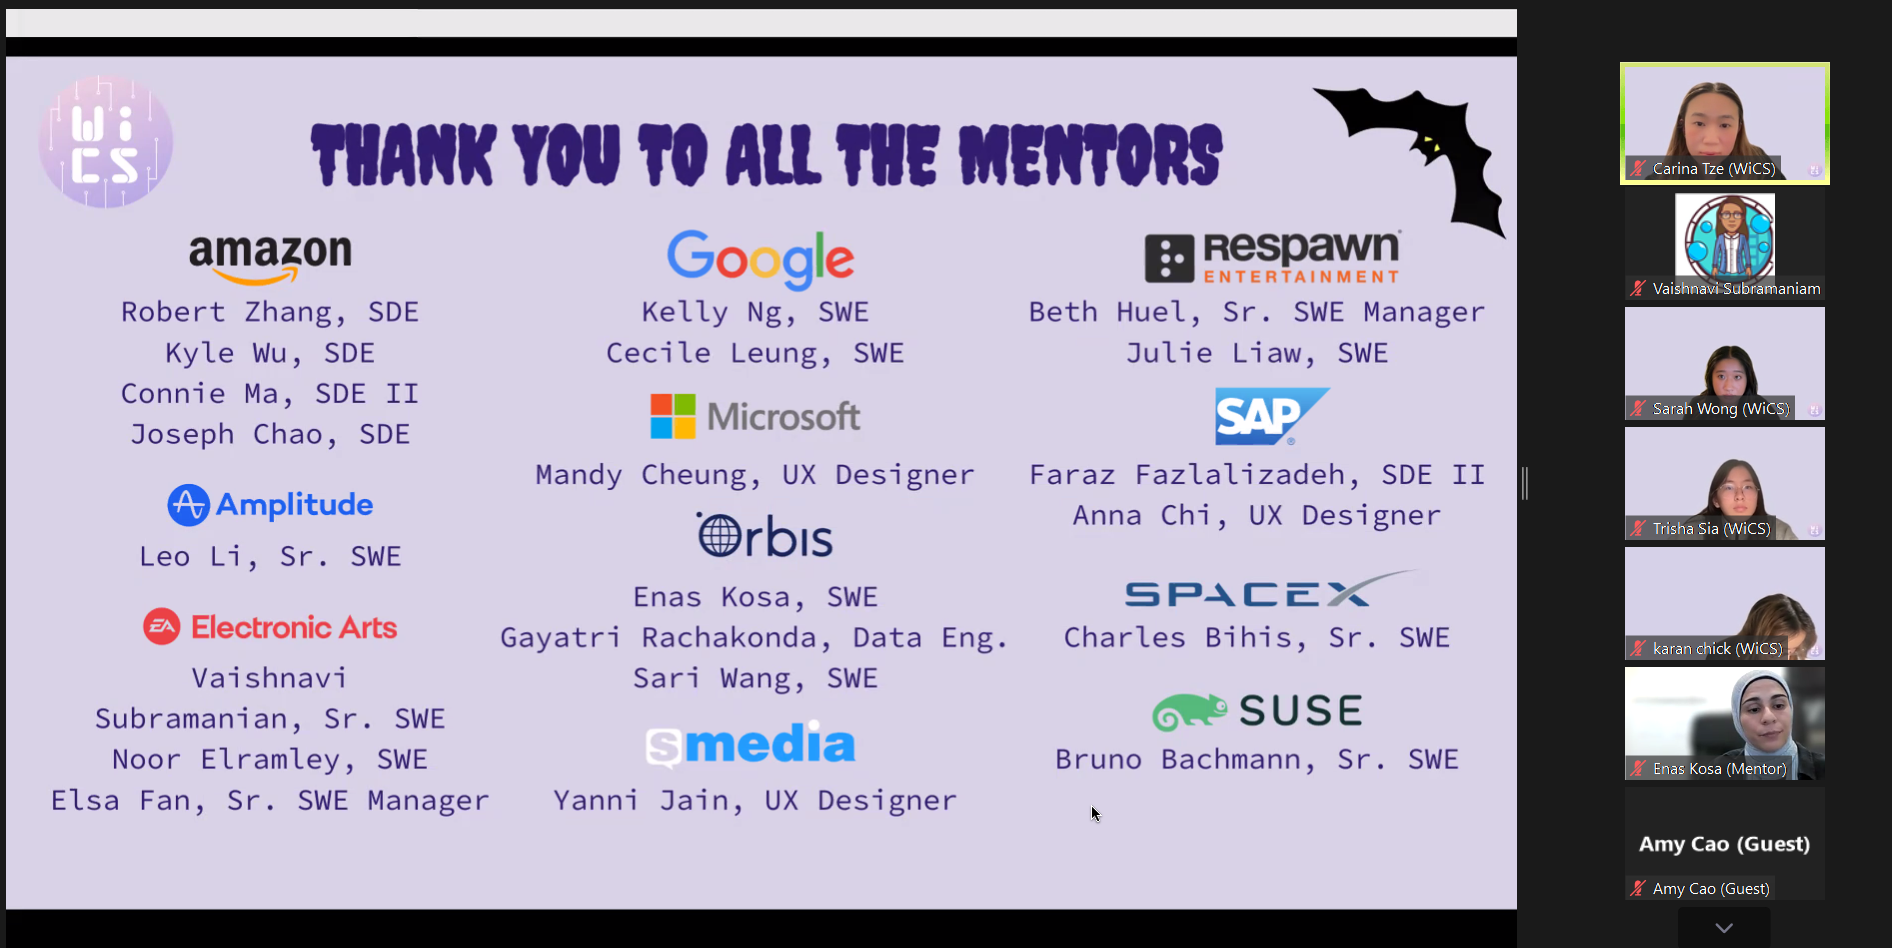 WiCS
THANK YOU TO ALL THE MENTORS
amazon
Robert Zhang, SDE
Kyle Wu, SDE
Connie Ma, SDE II
Joseph Chao, SDE
Amplitude
Leo Li, Sr. SWE
EA Electronic Arts
Vaishnavi
Subramanian, Sr. SWE
Noor Elramley, SWE
Elsa Fan, Sr. SWE Manager
Google
Kelly Ng, SWE
Cecile Leung, SWE
Microsoft
Mandy Cheung, UX Designer
Orbis
Enas Kosa, SWE
Gayatri Rachakonda, Data Eng.
Sari Wang, SWE
smedia
Yanni Jain, UX Designer
RESPAWN
ENTERTAINMENT
Beth Huel, Sr. SWE Manager
Julie Liaw, SWE
SAP®
Faraz Fazlalizadeh, SDE II
Anna Chi, UX Designer
SPACEX
Charles Bihis, Sr. SWE
SUSE
Bruno Bachmann, Sr. SWE
Carina Tze (WiCS)
Vaishnavi Subramaniam
Sarah Wong (WiCS)
Trisha Sia (WiCS)
karan chick (WiCS)
Enas Kosa (Mentor)
Amy Cao (Guest)
Amy Cao (Guest)